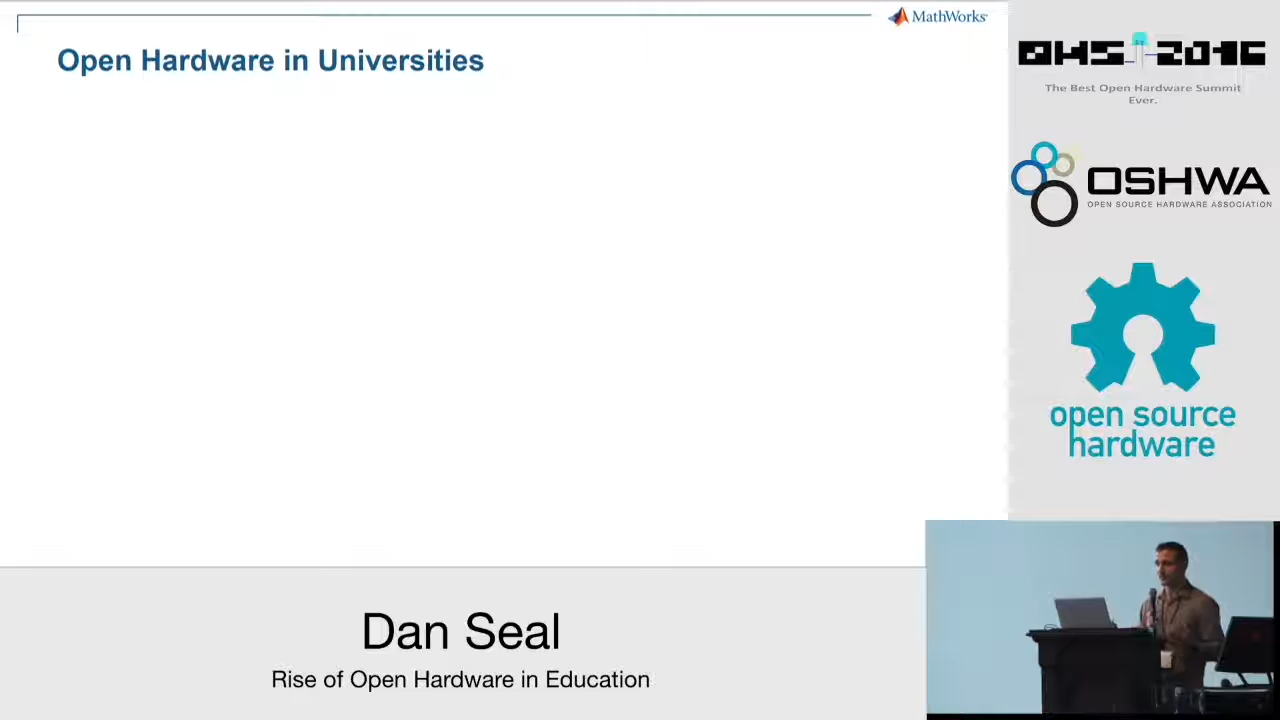 MathWorks
Open Hardware in Universities
OHS 2016
The Best Open Hardware Summit
Ever.
OSHWA
OPEN SOURCE HARDWARE ASSOCIATION
open source
hardware
Dan Seal
Rise of Open Hardware in Education